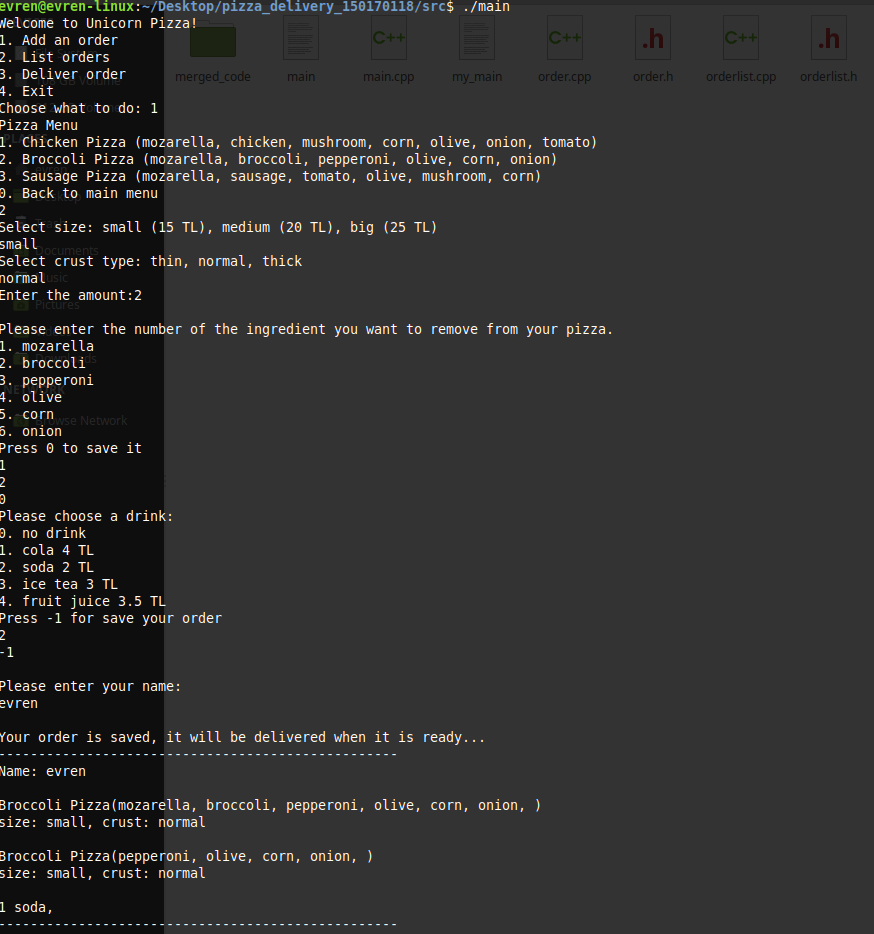 evren@evren-linux:~/Desktop/pizza_delivery_150170118/src$ ./main
Welcome to Unicorn Pizza!
1. Add an order
2. List orders
3. Deliver order
4. Exit
Choose what to do: 1
Pizza Menu
1. Chicken Pizza (mozarella, chicken, mushroom, corn, olive, onion, tomato)
2. Broccoli Pizza (mozarella, broccoli, pepperoni, olive, corn, onion)
3. Sausage Pizza (mozarella, sausage, tomato, olive, mushroom, corn)
0. Back to main menu
2
Select size: small (15 TL), medium (20 TL), big (25 TL)
small
Select crust type: thin, normal, thick
normal
Enter the amount:2
Please enter the number of the ingredient you want to remove from your pizza.
1. mozarella
2. broccoli
3. pepperoni
4. olive
5. corn
6. onion
Press 0 to save it
1
2
0
Please choose a drink:
0. no drink
1. cola 4 TL
2. soda 2 TL
3. ice tea 3 TL
4. fruit juice 3.5 TL
Press -1 for save your order
2
-1
Please enter your name:
evren
Your order is saved, it will be delivered when it is ready...
---------------------------------------------------
Name: evren
Broccoli Pizza(mozarella, broccoli, pepperoni, olive, corn, onion, )
size: small, crust: normal
Broccoli Pizza(pepperoni, olive, corn, onion, )
size: small, crust: normal
1 soda,
---------------------------------------------------
merged_code
main
main.cpp
my_main
order.cpp
order.h
orderlist.cpp
orderlist.h
C++
C++
.h
C++
.h
Documents
Music
Pictures
Browse Network